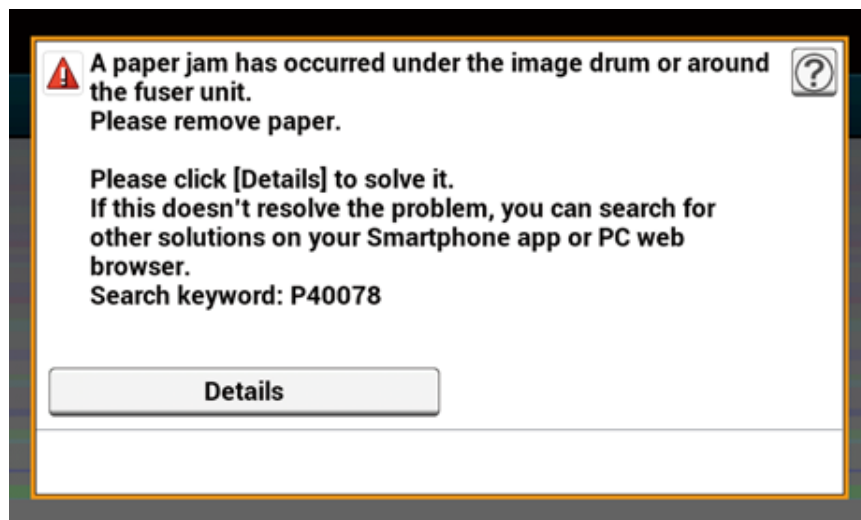 A paper jam has occurred under the image drum or around
the fuser unit.
Please remove paper.
Please click [Details] to solve it.
If this doesn't resolve the problem, you can search for
other solutions on your Smartphone app or PC web
browser.
Search keyword: P40078
Details